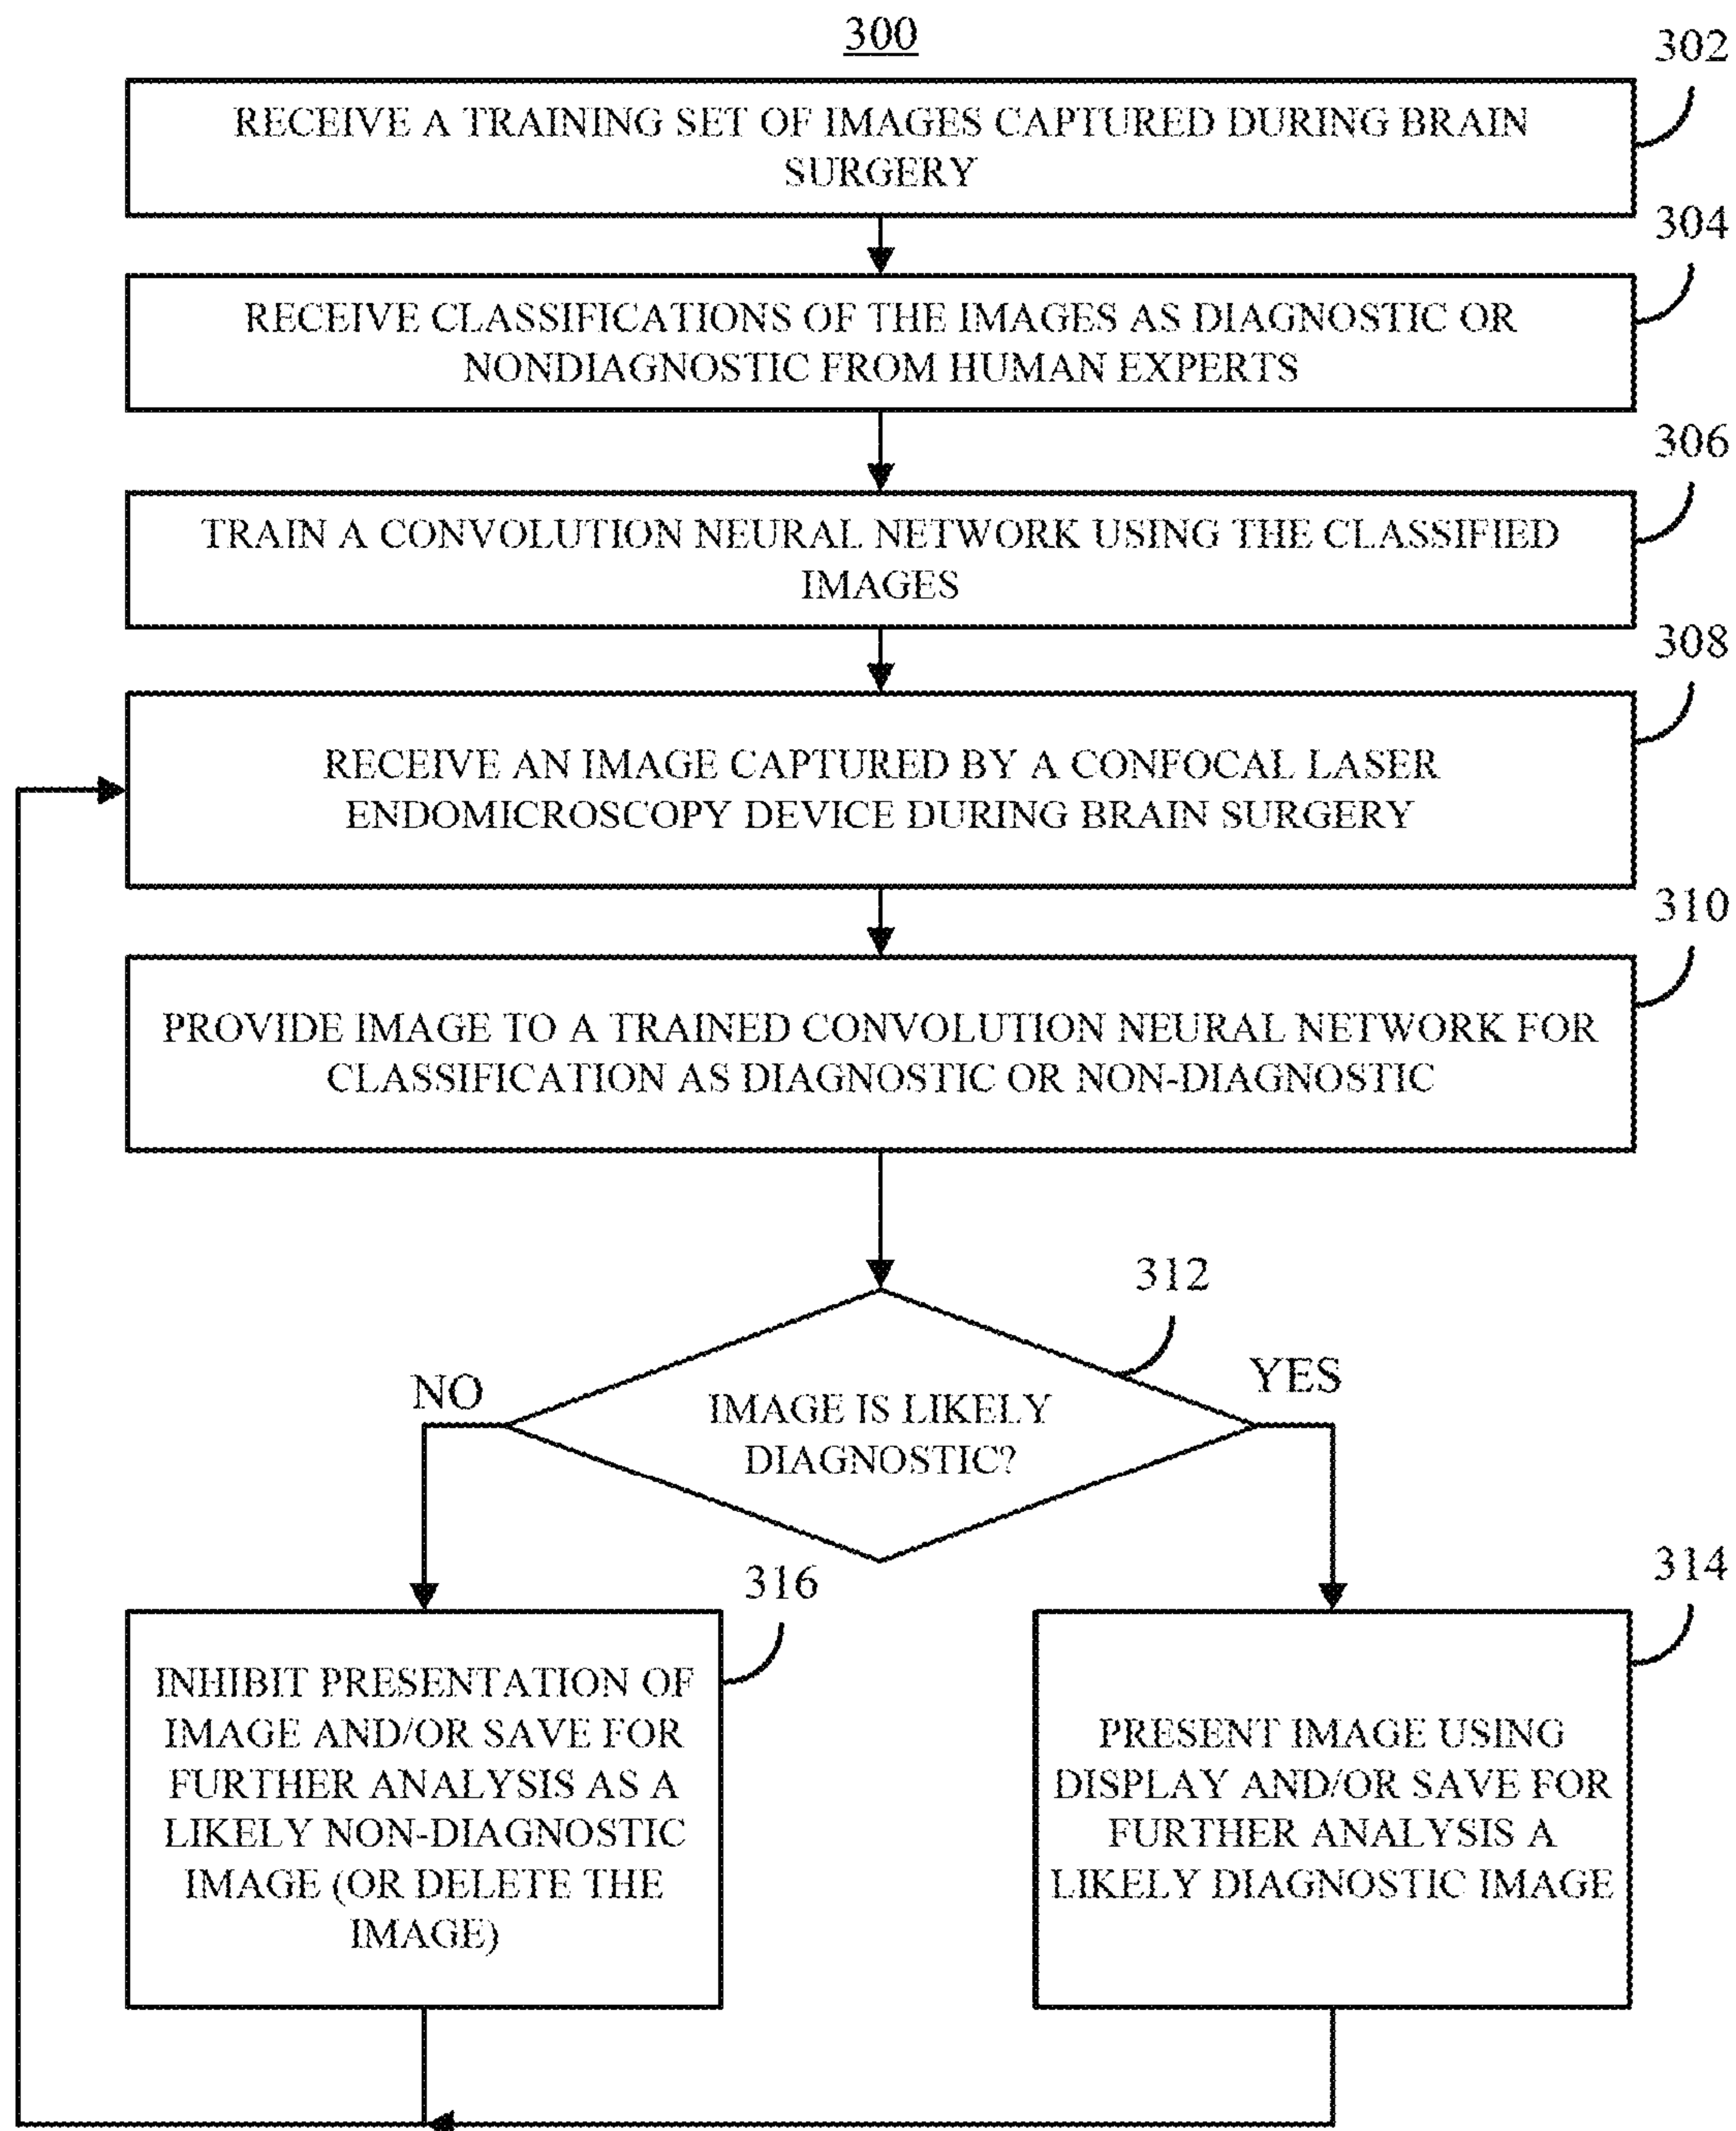 300
302
RECEIVE A TRAINING SET OF IMAGES CAPTURED DURING BRAIN
SURGERY
304
RECEIVE CLASSIFICATIONS OF THE IMAGES AS DIAGNOSTIC OR
NONDIAGNOSTIC FROM HUMAN EXPERTS
306
TRAIN A CONVOLUTION NEURAL NETWORK USING THE CLASSIFIED
IMAGES
308
RECEIVE AN IMAGE CAPTURED BY A CONFOCAL LASER
ENDOMICROSCOPY DEVICE DURING BRAIN SURGERY
310
PROVIDE IMAGE TO A TRAINED CONVOLUTION NEURAL NETWORK FOR
CLASSIFICATION AS DIAGNOSTIC OR NON-DIAGNOSTIC
312
NO
YES
IMAGE IS LIKELY
DIAGNOSTIC?
316
INHIBIT PRESENTATION OF
IMAGE AND/OR SAVE FOR
FURTHER ANALYSIS AS A
LIKELY NON-DIAGNOSTIC
IMAGE (OR DELETE THE
IMAGE)
314
PRESENT IMAGE USING
DISPLAY AND/OR SAVE FOR
FURTHER ANALYSIS A
LIKELY DIAGNOSTIC IMAGE